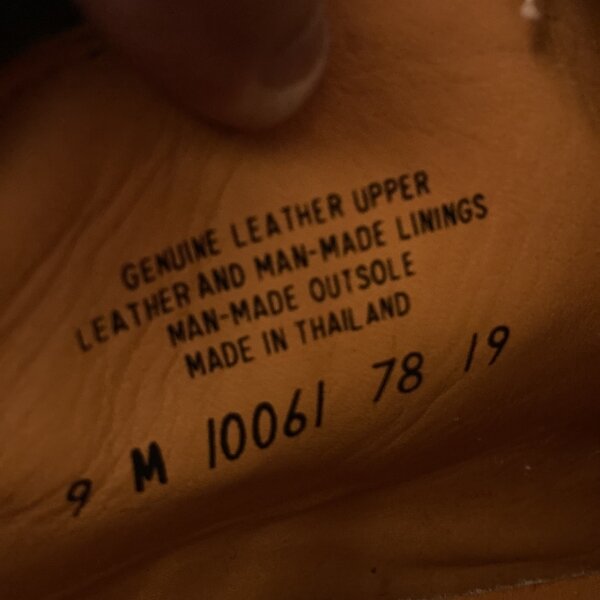 GENUINE LEATHER UPPER
LEATHER AND MAN-MADE LININGS
MAN-MADE OUTSOLE
MADE IN THAILAND
9 M 10061 78 19